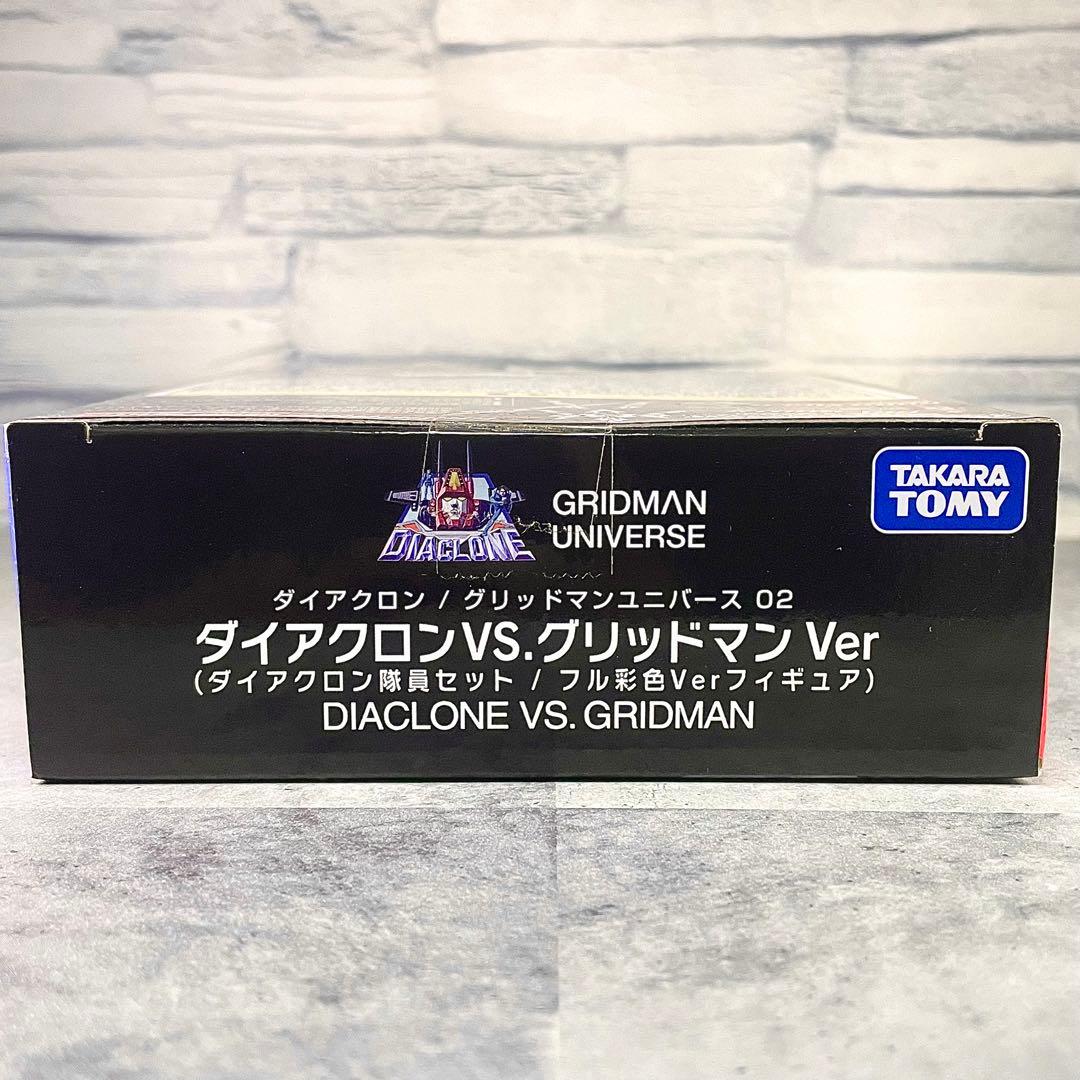 TAKARA
TOMY
DIACLONE
GRIDMAN
UNIVERSE
ダイアクロン / グリッドマンユニバース 02
ダイアクロンVS.グリッドマン Ver
(ダイアクロン隊員セット / フル彩色Verフィギュア)
DIACLONE VS. GRIDMAN